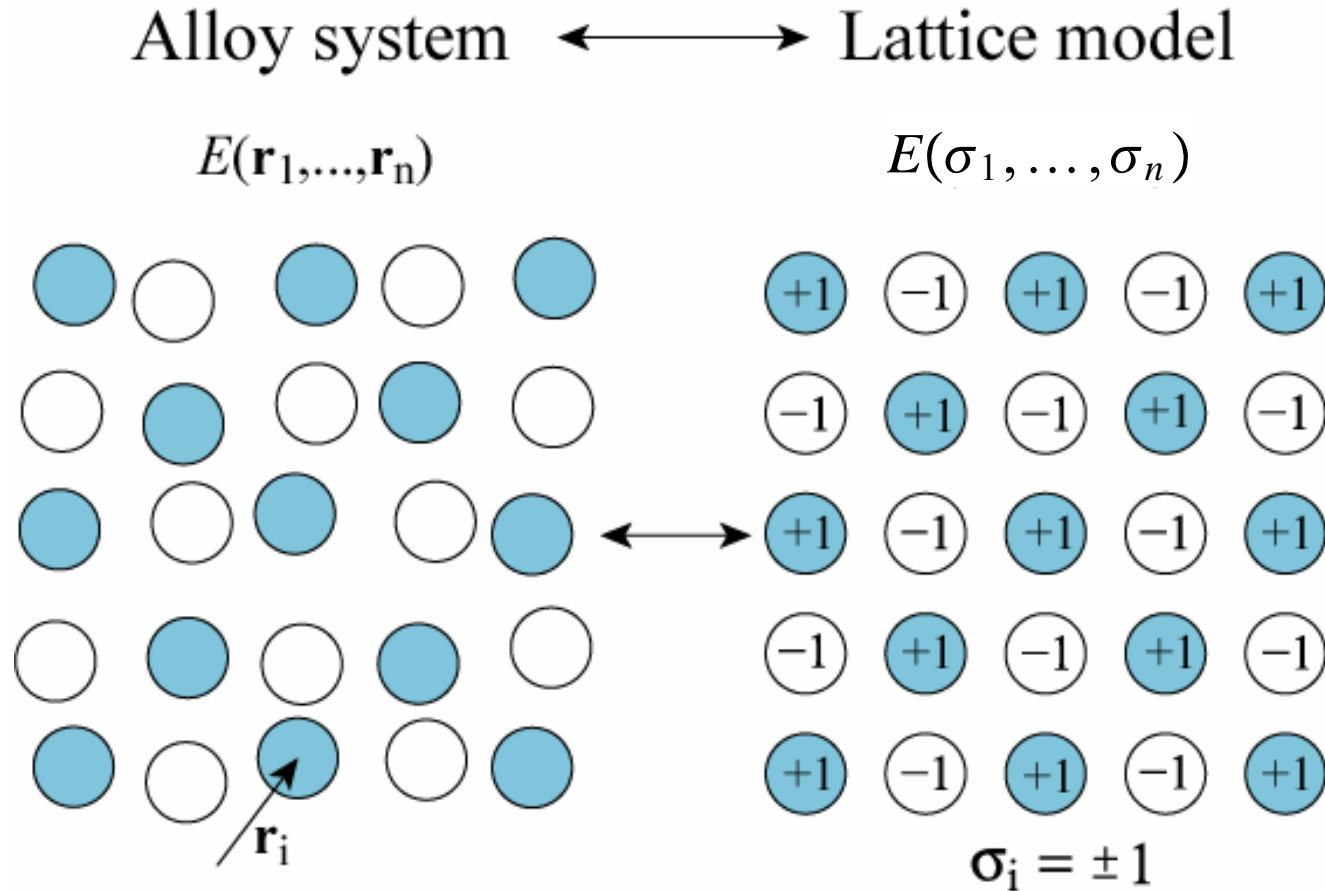 Alloy system ⟷ Lattice model
E(r₁,...,rₙ) E(σ₁,...,σₙ)
+1 −1 +1 −1 +1
−1 +1 −1 +1 −1
+1 −1 +1 −1 +1
−1 +1 −1 +1 −1
+1 −1 +1 −1 +1
rᵢ
σᵢ = ± 1